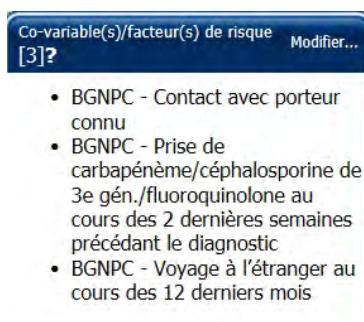 Co-variable(s)/facteur(s) de risque Modifier...
[3]?
• BGNPC - Contact avec porteur
connu
• BGNPC - Prise de
carbapénème/céphalosporine de
3e gén./fluoroquinolone au
cours des 2 dernières semaines
précédant le diagnostic
• BGNPC - Voyage à l'étranger au
cours des 12 derniers mois